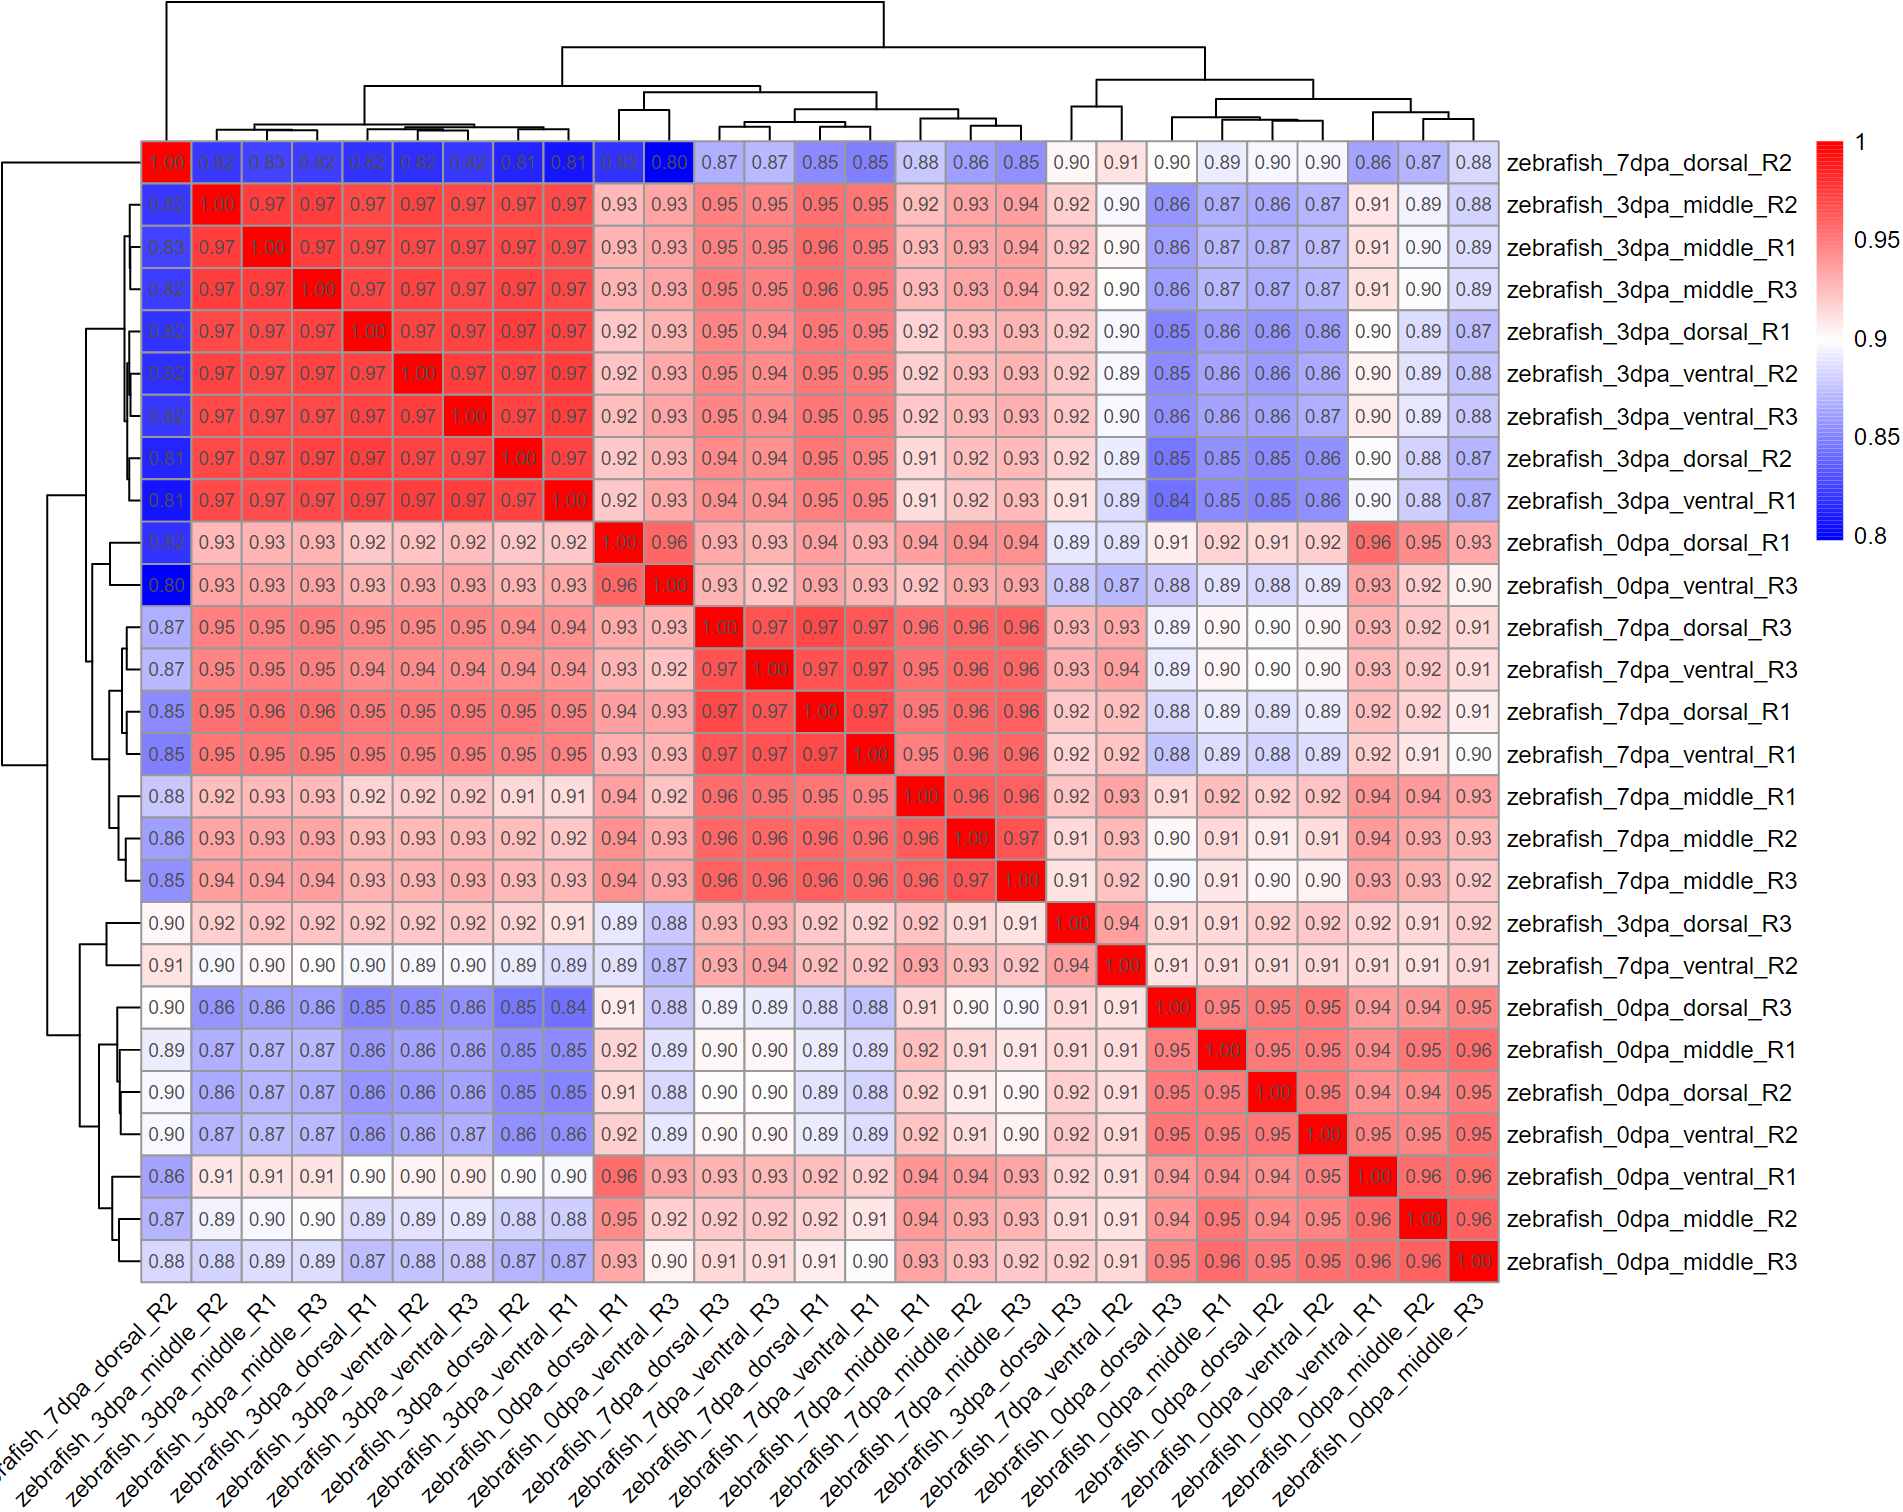 1.00 0.82 0.83 0.82 0.82 0.82 0.82 0.81 0.81 0.82 0.80 0.87 0.87 0.85 0.85 0.88 0.86 0.85 0.90 0.91 0.90 0.89 0.90 0.90 0.86 0.87 0.88 zebrafish_7dpa_dorsal_R2
0.82 1.00 0.97 0.97 0.97 0.97 0.97 0.97 0.97 0.93 0.93 0.95 0.95 0.95 0.95 0.92 0.93 0.94 0.92 0.90 0.86 0.87 0.86 0.87 0.91 0.89 0.88 zebrafish_3dpa_middle_R2
0.83 0.97 1.00 0.97 0.97 0.97 0.97 0.97 0.97 0.93 0.93 0.95 0.95 0.96 0.95 0.93 0.93 0.94 0.92 0.90 0.86 0.87 0.87 0.87 0.91 0.90 0.89 zebrafish_3dpa_middle_R1
0.82 0.97 0.97 1.00 0.97 0.97 0.97 0.97 0.97 0.93 0.93 0.95 0.95 0.96 0.95 0.93 0.93 0.94 0.92 0.90 0.86 0.87 0.87 0.87 0.91 0.90 0.89 zebrafish_3dpa_middle_R3
0.82 0.97 0.97 0.97 1.00 0.97 0.97 0.97 0.97 0.92 0.93 0.95 0.94 0.95 0.95 0.92 0.93 0.93 0.92 0.90 0.85 0.86 0.86 0.86 0.90 0.89 0.87 zebrafish_3dpa_dorsal_R1
0.82 0.97 0.97 0.97 0.97 1.00 0.97 0.97 0.97 0.92 0.93 0.95 0.94 0.95 0.95 0.92 0.93 0.93 0.92 0.89 0.85 0.86 0.86 0.86 0.90 0.89 0.88 zebrafish_3dpa_ventral_R2
0.82 0.97 0.97 0.97 0.97 0.97 1.00 0.97 0.97 0.92 0.93 0.95 0.94 0.95 0.95 0.92 0.93 0.93 0.92 0.90 0.86 0.86 0.86 0.87 0.90 0.89 0.88 zebrafish_3dpa_ventral_R3
0.81 0.97 0.97 0.97 0.97 0.97 0.97 1.00 0.97 0.92 0.93 0.94 0.94 0.95 0.95 0.91 0.92 0.93 0.92 0.89 0.85 0.85 0.85 0.86 0.90 0.88 0.87 zebrafish_3dpa_dorsal_R2
0.81 0.97 0.97 0.97 0.97 0.97 0.97 0.97 1.00 0.92 0.93 0.94 0.94 0.95 0.95 0.91 0.92 0.93 0.91 0.89 0.84 0.85 0.85 0.86 0.90 0.88 0.87 zebrafish_3dpa_ventral_R1
0.82 0.93 0.93 0.93 0.92 0.92 0.92 0.92 0.92 1.00 0.96 0.93 0.93 0.94 0.93 0.94 0.94 0.94 0.89 0.89 0.91 0.92 0.91 0.92 0.96 0.95 0.93 zebrafish_0dpa_dorsal_R1
0.80 0.93 0.93 0.93 0.93 0.93 0.93 0.93 0.93 0.96 1.00 0.93 0.92 0.93 0.93 0.92 0.93 0.93 0.88 0.87 0.88 0.89 0.88 0.89 0.93 0.92 0.90 zebrafish_0dpa_ventral_R3
0.87 0.95 0.95 0.95 0.95 0.95 0.95 0.94 0.94 0.93 0.93 1.00 0.97 0.97 0.97 0.96 0.96 0.96 0.93 0.93 0.89 0.90 0.90 0.90 0.93 0.92 0.91 zebrafish_7dpa_dorsal_R3
0.87 0.95 0.95 0.95 0.94 0.94 0.94 0.94 0.94 0.93 0.92 0.97 1.00 0.97 0.97 0.95 0.96 0.96 0.93 0.94 0.89 0.90 0.90 0.90 0.93 0.92 0.91 zebrafish_7dpa_ventral_R3
0.85 0.95 0.96 0.96 0.95 0.95 0.95 0.95 0.95 0.94 0.93 0.97 0.97 1.00 0.97 0.95 0.96 0.96 0.92 0.92 0.88 0.89 0.89 0.89 0.92 0.92 0.91 zebrafish_7dpa_dorsal_R1
0.85 0.95 0.95 0.95 0.95 0.95 0.95 0.95 0.95 0.93 0.93 0.97 0.97 0.97 1.00 0.95 0.96 0.96 0.92 0.92 0.88 0.89 0.88 0.89 0.92 0.91 0.90 zebrafish_7dpa_ventral_R1
0.88 0.92 0.93 0.93 0.92 0.92 0.92 0.91 0.91 0.94 0.92 0.96 0.95 0.95 0.95 1.00 0.96 0.96 0.92 0.93 0.91 0.92 0.92 0.92 0.94 0.94 0.93 zebrafish_7dpa_middle_R1
0.86 0.93 0.93 0.93 0.93 0.93 0.93 0.92 0.92 0.94 0.93 0.96 0.96 0.96 0.96 0.96 1.00 0.97 0.91 0.93 0.90 0.91 0.91 0.91 0.94 0.93 0.93 zebrafish_7dpa_middle_R2
0.85 0.94 0.94 0.94 0.93 0.93 0.93 0.93 0.93 0.94 0.93 0.96 0.96 0.96 0.96 0.96 0.97 1.00 0.91 0.92 0.90 0.91 0.90 0.90 0.93 0.93 0.92 zebrafish_7dpa_middle_R3
0.90 0.92 0.92 0.92 0.92 0.92 0.92 0.92 0.91 0.89 0.88 0.93 0.93 0.92 0.92 0.92 0.91 0.91 1.00 0.94 0.91 0.91 0.92 0.92 0.92 0.91 0.92 zebrafish_3dpa_dorsal_R3
0.91 0.90 0.90 0.90 0.90 0.89 0.90 0.89 0.89 0.89 0.87 0.93 0.94 0.92 0.92 0.93 0.93 0.92 0.94 1.00 0.91 0.91 0.91 0.91 0.91 0.91 0.91 zebrafish_7dpa_ventral_R2
0.90 0.86 0.86 0.86 0.85 0.85 0.86 0.85 0.84 0.91 0.88 0.89 0.89 0.88 0.88 0.91 0.90 0.90 0.91 0.91 1.00 0.95 0.95 0.95 0.94 0.94 0.95 zebrafish_0dpa_dorsal_R3
0.89 0.87 0.87 0.87 0.86 0.86 0.86 0.85 0.85 0.92 0.89 0.90 0.90 0.89 0.89 0.92 0.91 0.91 0.91 0.91 0.95 1.00 0.95 0.95 0.94 0.95 0.96 zebrafish_0dpa_middle_R1
0.90 0.86 0.87 0.87 0.86 0.86 0.86 0.85 0.85 0.91 0.88 0.90 0.90 0.89 0.88 0.92 0.91 0.90 0.92 0.91 0.95 0.95 1.00 0.95 0.94 0.94 0.95 zebrafish_0dpa_dorsal_R2
0.90 0.87 0.87 0.87 0.86 0.86 0.87 0.86 0.86 0.92 0.89 0.90 0.90 0.89 0.89 0.92 0.91 0.90 0.92 0.91 0.95 0.95 0.95 1.00 0.95 0.95 0.95 zebrafish_0dpa_ventral_R2
0.86 0.91 0.91 0.91 0.90 0.90 0.90 0.90 0.90 0.96 0.93 0.93 0.93 0.92 0.92 0.94 0.94 0.93 0.92 0.91 0.94 0.94 0.94 0.95 1.00 0.96 0.96 zebrafish_0dpa_ventral_R1
0.87 0.89 0.90 0.90 0.89 0.89 0.89 0.88 0.88 0.95 0.92 0.92 0.92 0.92 0.91 0.94 0.93 0.93 0.91 0.91 0.94 0.95 0.94 0.95 0.96 1.00 0.96 zebrafish_0dpa_middle_R2
0.88 0.88 0.89 0.89 0.87 0.88 0.88 0.87 0.87 0.93 0.90 0.91 0.91 0.91 0.90 0.93 0.93 0.92 0.92 0.91 0.95 0.96 0.95 0.95 0.96 0.96 1.00 zebrafish_0dpa_middle_R3
1
0.95
0.9
0.85
0.8
rafish_7dpa_dorsal_R2
zebrafish_3dpa_middle_R2
zebrafish_3dpa_middle_R1
zebrafish_3dpa_middle_R3
zebrafish_3dpa_dorsal_R1
zebrafish_3dpa_ventral_R2
zebrafish_3dpa_ventral_R3
zebrafish_3dpa_dorsal_R2
zebrafish_3dpa_ventral_R1
zebrafish_0dpa_dorsal_R1
zebrafish_0dpa_ventral_R3
zebrafish_7dpa_dorsal_R3
zebrafish_7dpa_ventral_R3
zebrafish_7dpa_dorsal_R1
zebrafish_7dpa_ventral_R1
zebrafish_7dpa_middle_R1
zebrafish_7dpa_middle_R2
zebrafish_7dpa_middle_R3
zebrafish_3dpa_dorsal_R3
zebrafish_7dpa_ventral_R2
zebrafish_0dpa_dorsal_R3
zebrafish_0dpa_middle_R1
zebrafish_0dpa_dorsal_R2
zebrafish_0dpa_ventral_R2
zebrafish_0dpa_ventral_R1
zebrafish_0dpa_middle_R2
zebrafish_0dpa_middle_R3